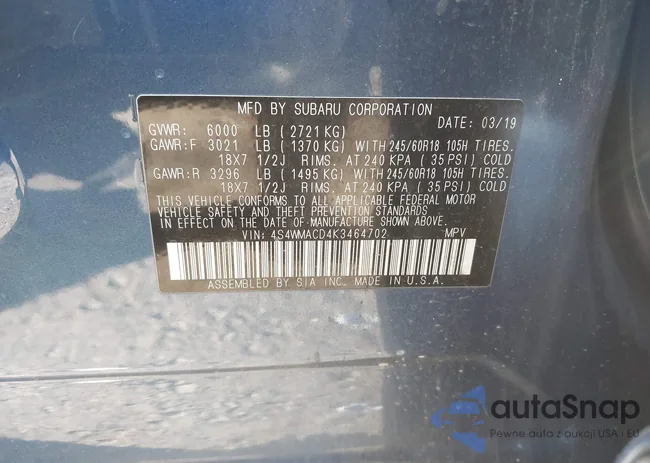 MFD BY SUBARU CORPORATION
GVWR: 6000 LB (2721 KG) DATE: 03/19
GAWR:F 3021 LB (1370 KG) WITH 245/60R18 105H TIRES.
18X7 1/2J RIMS. AT 240 KPA (35 PSI) COLD
GAWR:R 3296 LB (1495 KG) WITH 245/60R18 105H TIRES.
18X7 1/2J RIMS. AT 240 KPA (35 PSI) COLD
THIS VEHICLE CONFORMS TO ALL APPLICABLE FEDERAL MOTOR
VEHICLE SAFETY AND THEFT PREVENTION STANDARDS
IN EFFECT ON THE DATE OF MANUFACTURE SHOWN ABOVE.
VIN: 4S4WMACD4K3464702 MPV
ASSEMBLED BY SIA INC. MADE IN U.S.A.
autoSnap
Pewne auta z aukcji USA i EU